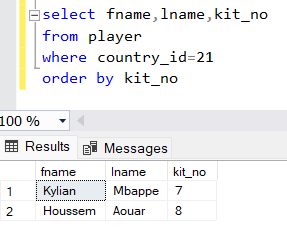 select fname,lname,kit_no
from player
where country_id=21
order by kit_no
100 %
Results Messages
fname lname kit_no
1 Kylian Mbappe 7
2 Houssem Aouar 8